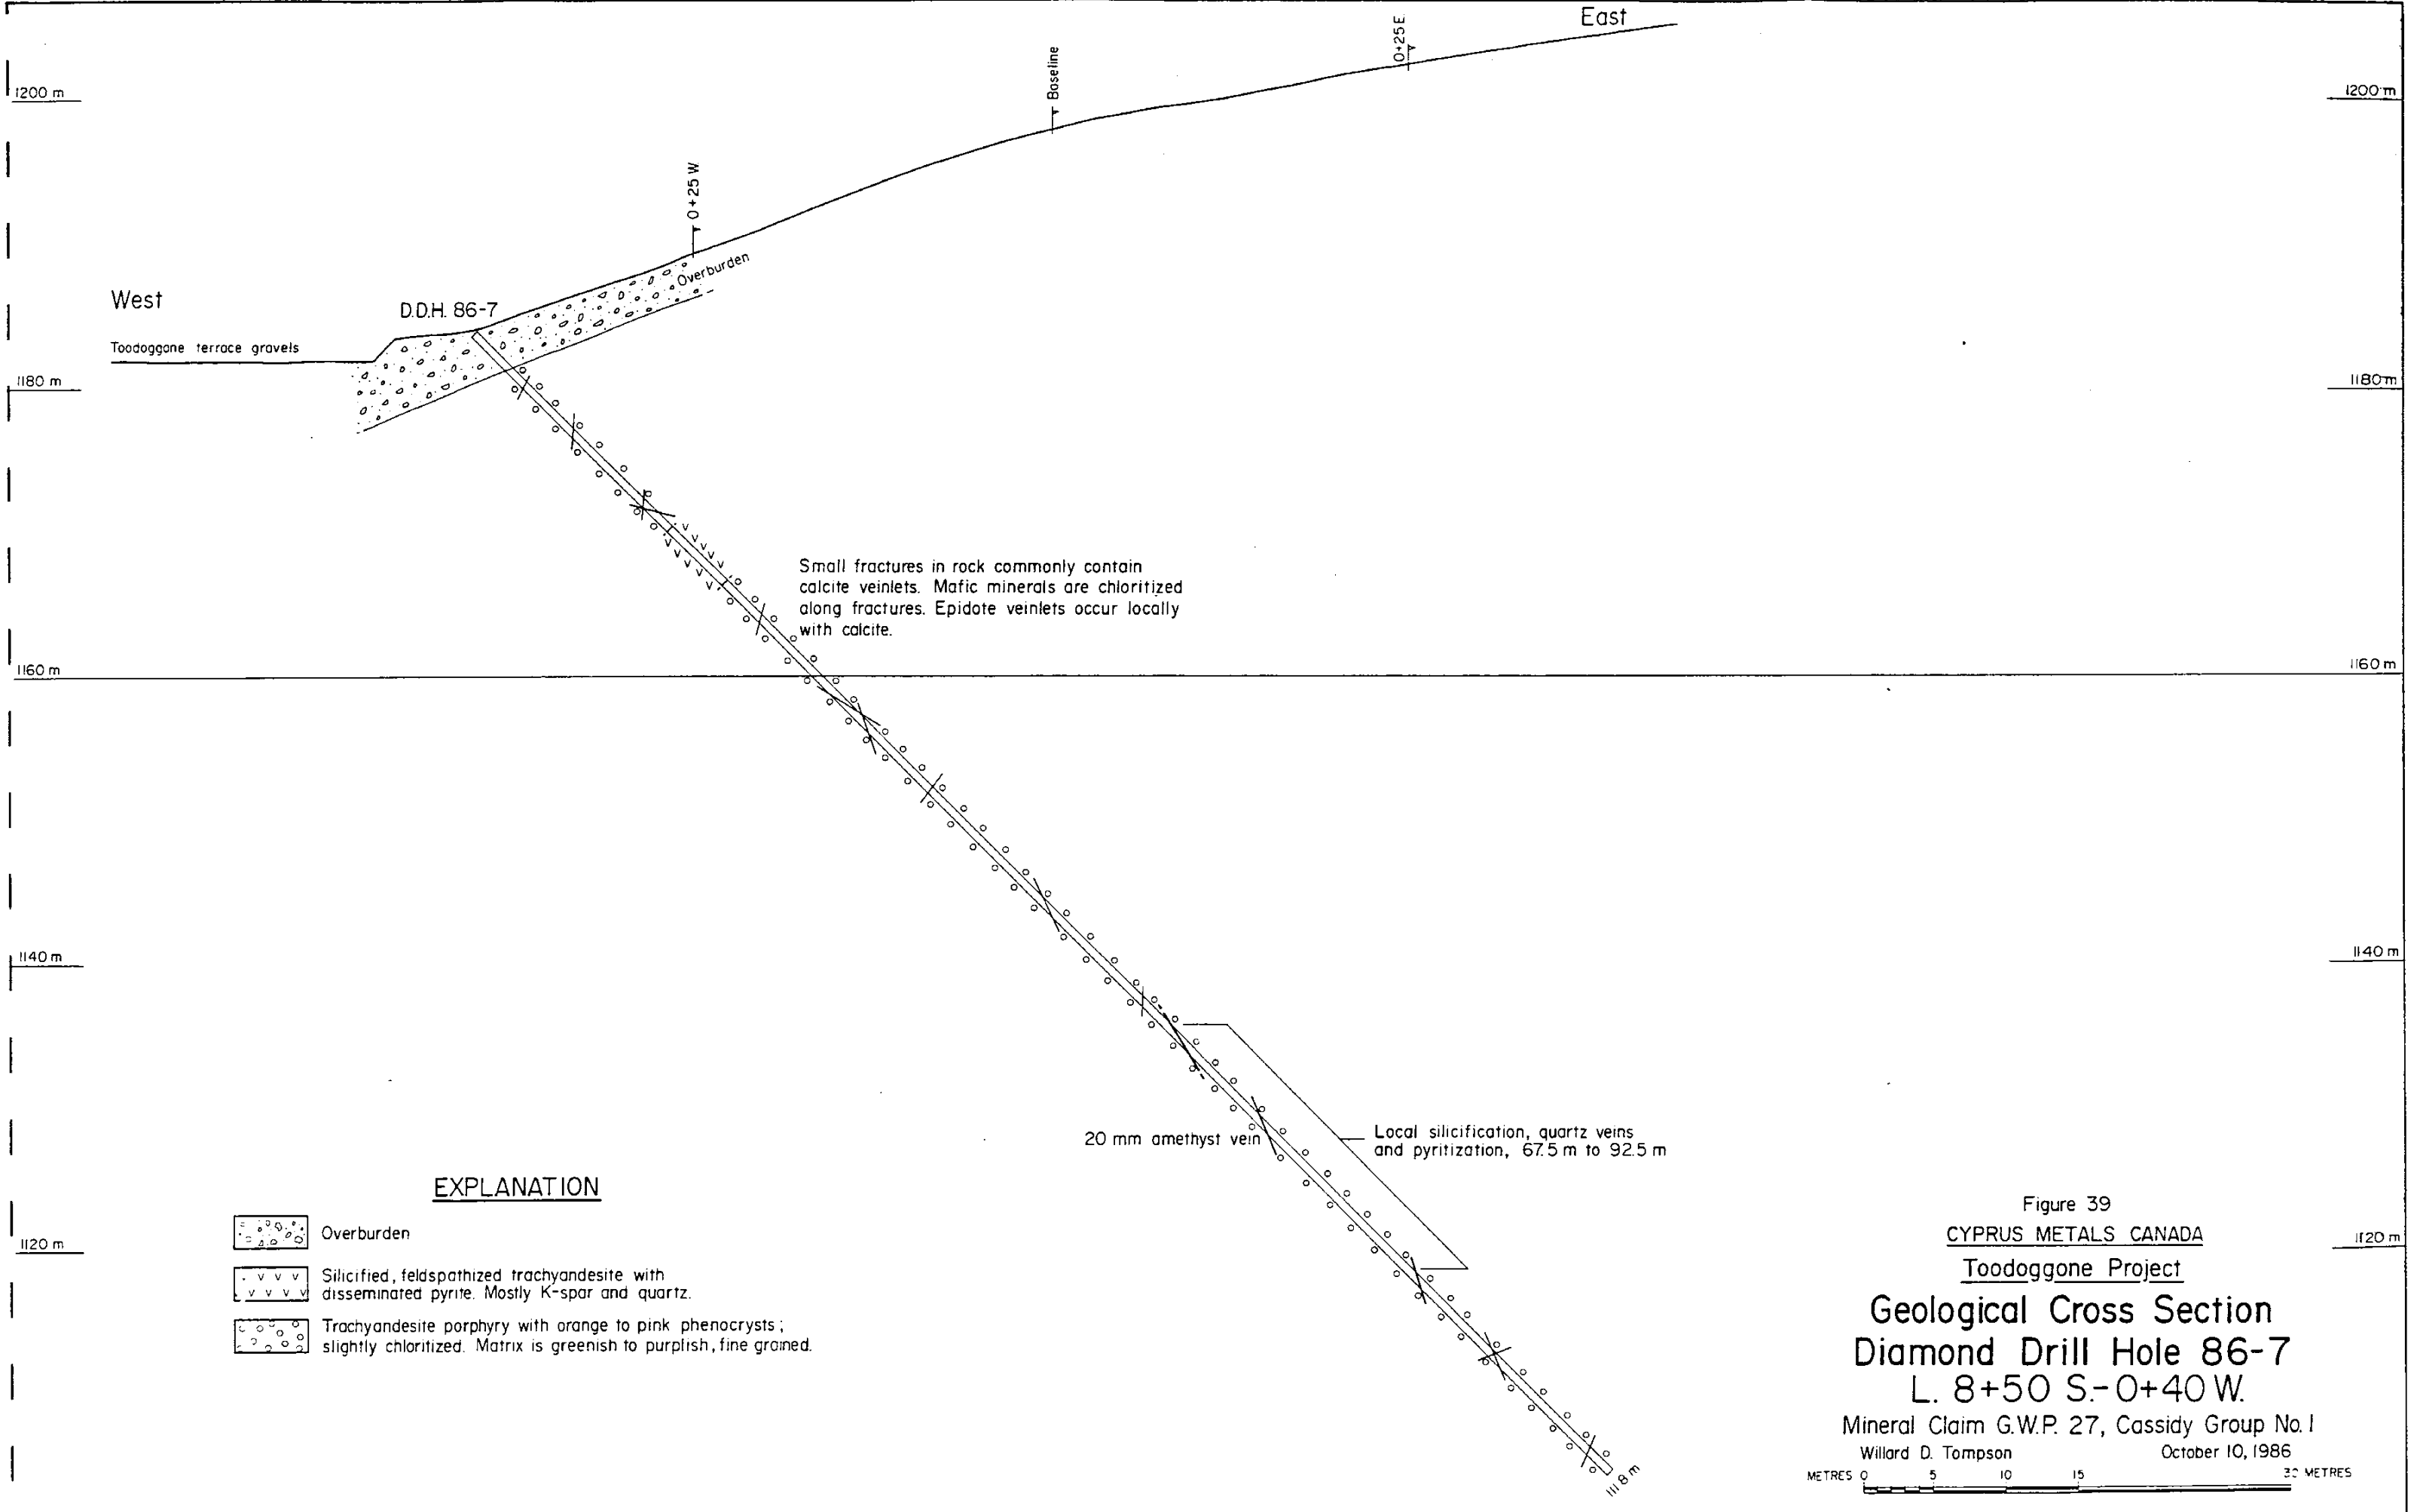 East
0+25 E
Baseline
1200 m
1200 m
0+25 W
Overburden
West
D.D.H. 86-7
Toodoggone terrace gravels
1180 m
1180 m
Small fractures in rock commonly contain
calcite veinlets. Mafic minerals are chloritized
along fractures. Epidote veinlets occur locally
with calcite.
1160 m
1160 m
1140 m
1140 m
20 mm amethyst vein
Local silicification, quartz veins
and pyritization, 67.5 m to 92.5 m
EXPLANATION
Overburden
Silicified, feldspathized trachyandesite with
disseminated pyrite. Mostly K-spar and quartz.
Trachyandesite porphyry with orange to pink phenocrysts;
slightly chloritized. Matrix is greenish to purplish, fine grained.
1120 m
1120 m
111.8 m
Figure 39
CYPRUS METALS CANADA
Toodoggone Project
Geological Cross Section
Diamond Drill Hole 86-7
L. 8+50 S.-0+40 W.
Mineral Claim G.W.P. 27, Cassidy Group No. 1
Willard D. Tompson October 10, 1986
METRES 0 5 10 15 30 METRES